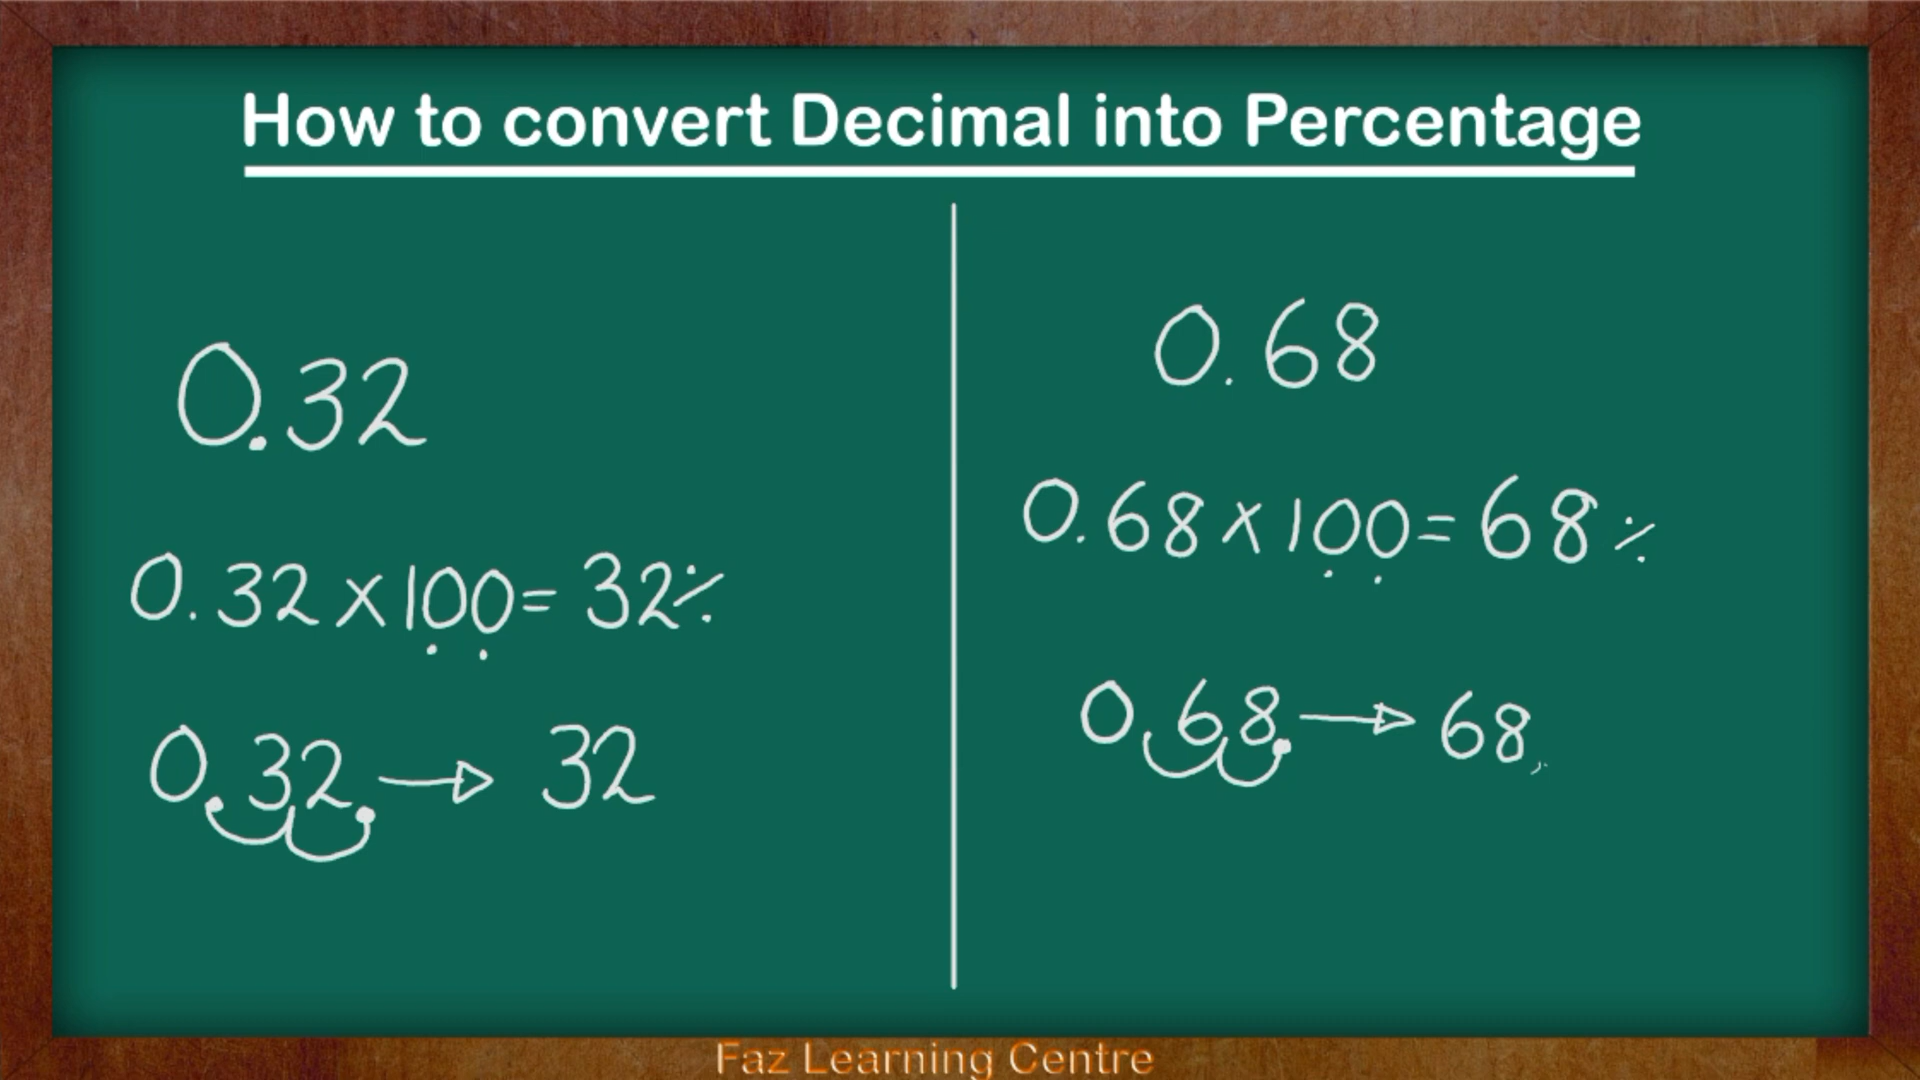 How to convert Decimal into Percentage
0.32
0.32 x 100 = 32%
0.32. → 32
0.68
0.68 x 100 = 68%
0.68. → 68
Faz Learning Centre